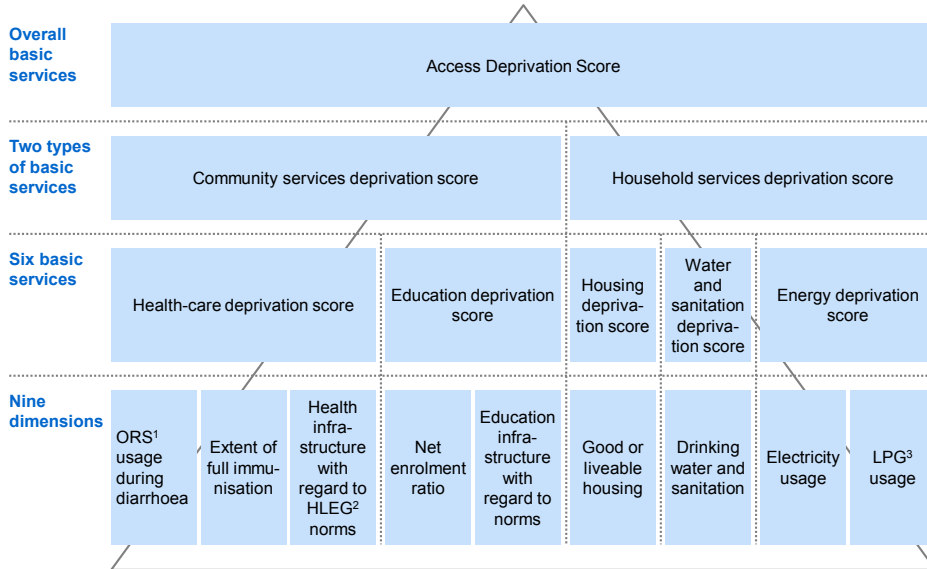 Overall
basic
services
Access Deprivation Score
Two types
of basic
services
Community services deprivation score
Household services deprivation score
Six basic
services
Health-care deprivation score
Education deprivation
score
Housing
depriva-
tion score
Water
and
sanitation
depriva-
tion score
Energy deprivation
score
Nine
dimensions
ORS¹
usage
during
diarrhoea
Extent of
full immu-
nisation
Health
infra-
structure
with
regard to
HLEG²
norms
Net
enrolment
ratio
Education
infra-
structure
with
regard to
norms
Good or
liveable
housing
Drinking
water and
sanitation
Electricity
usage
LPG³
usage